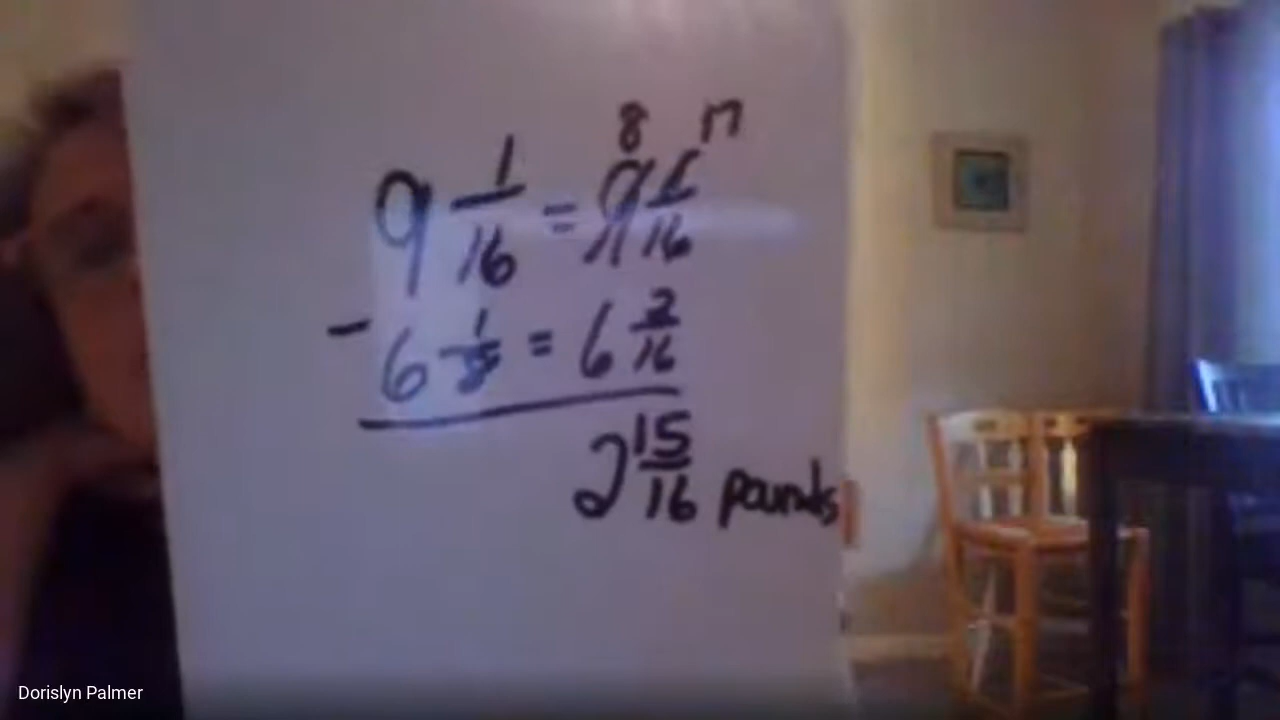 8 17
9 1/16 = 9 1/16
- 6 1/8 = 6 2/16
2 15/16 pounds
Dorislyn Palmer